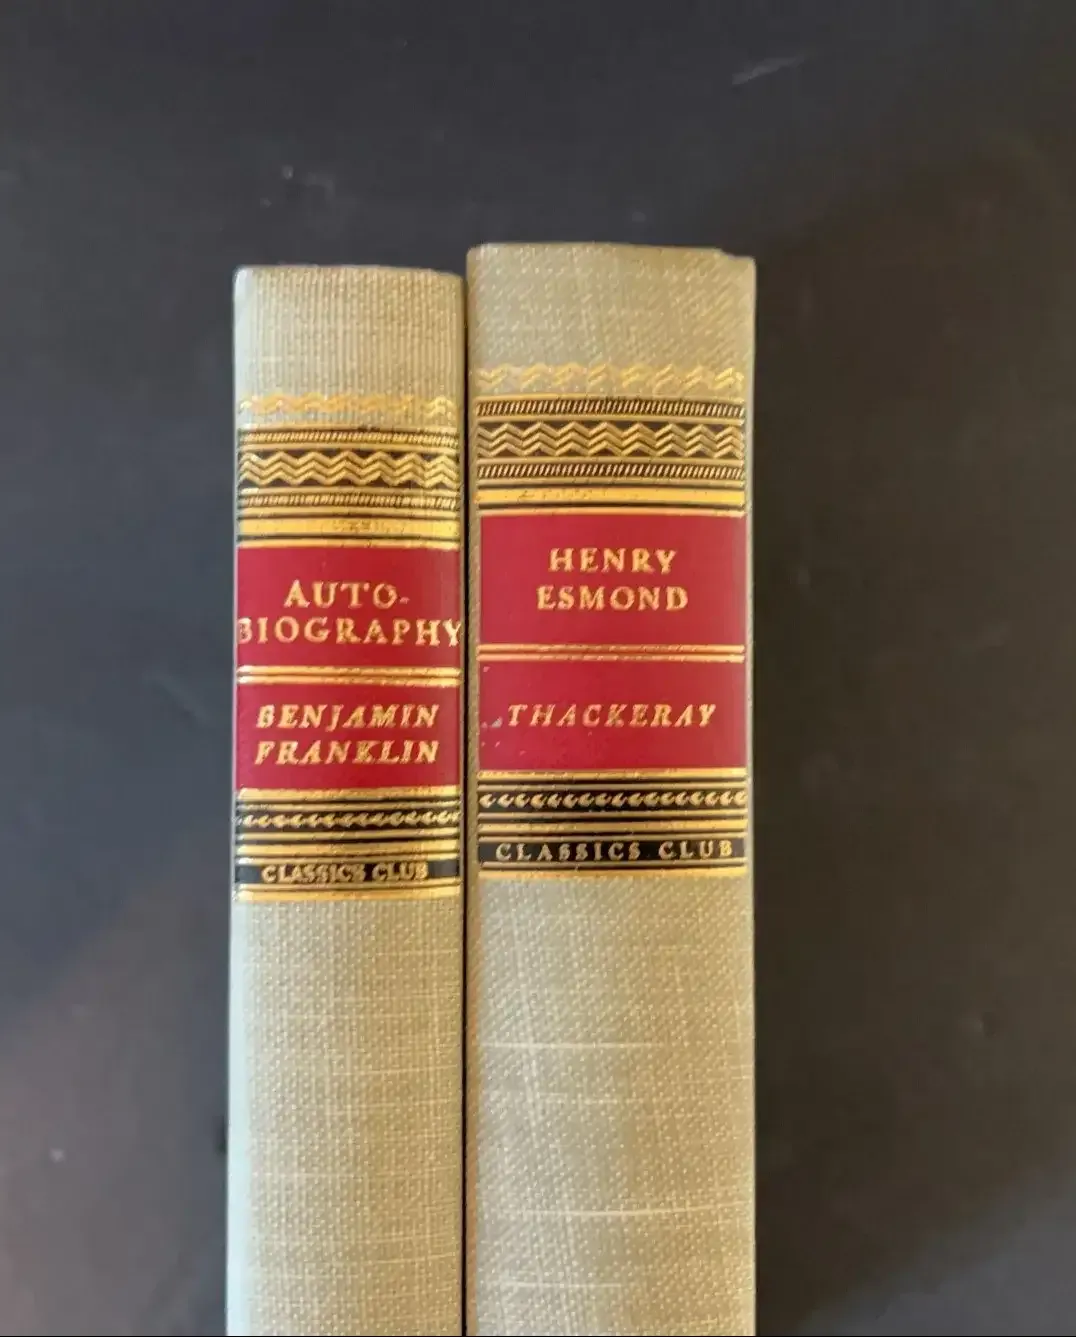 AUTO-
BIOGRAPHY
BENJAMIN
FRANKLIN
CLASSICS CLUB
HENRY
ESMOND
THACKERAY
CLASSICS CLUB